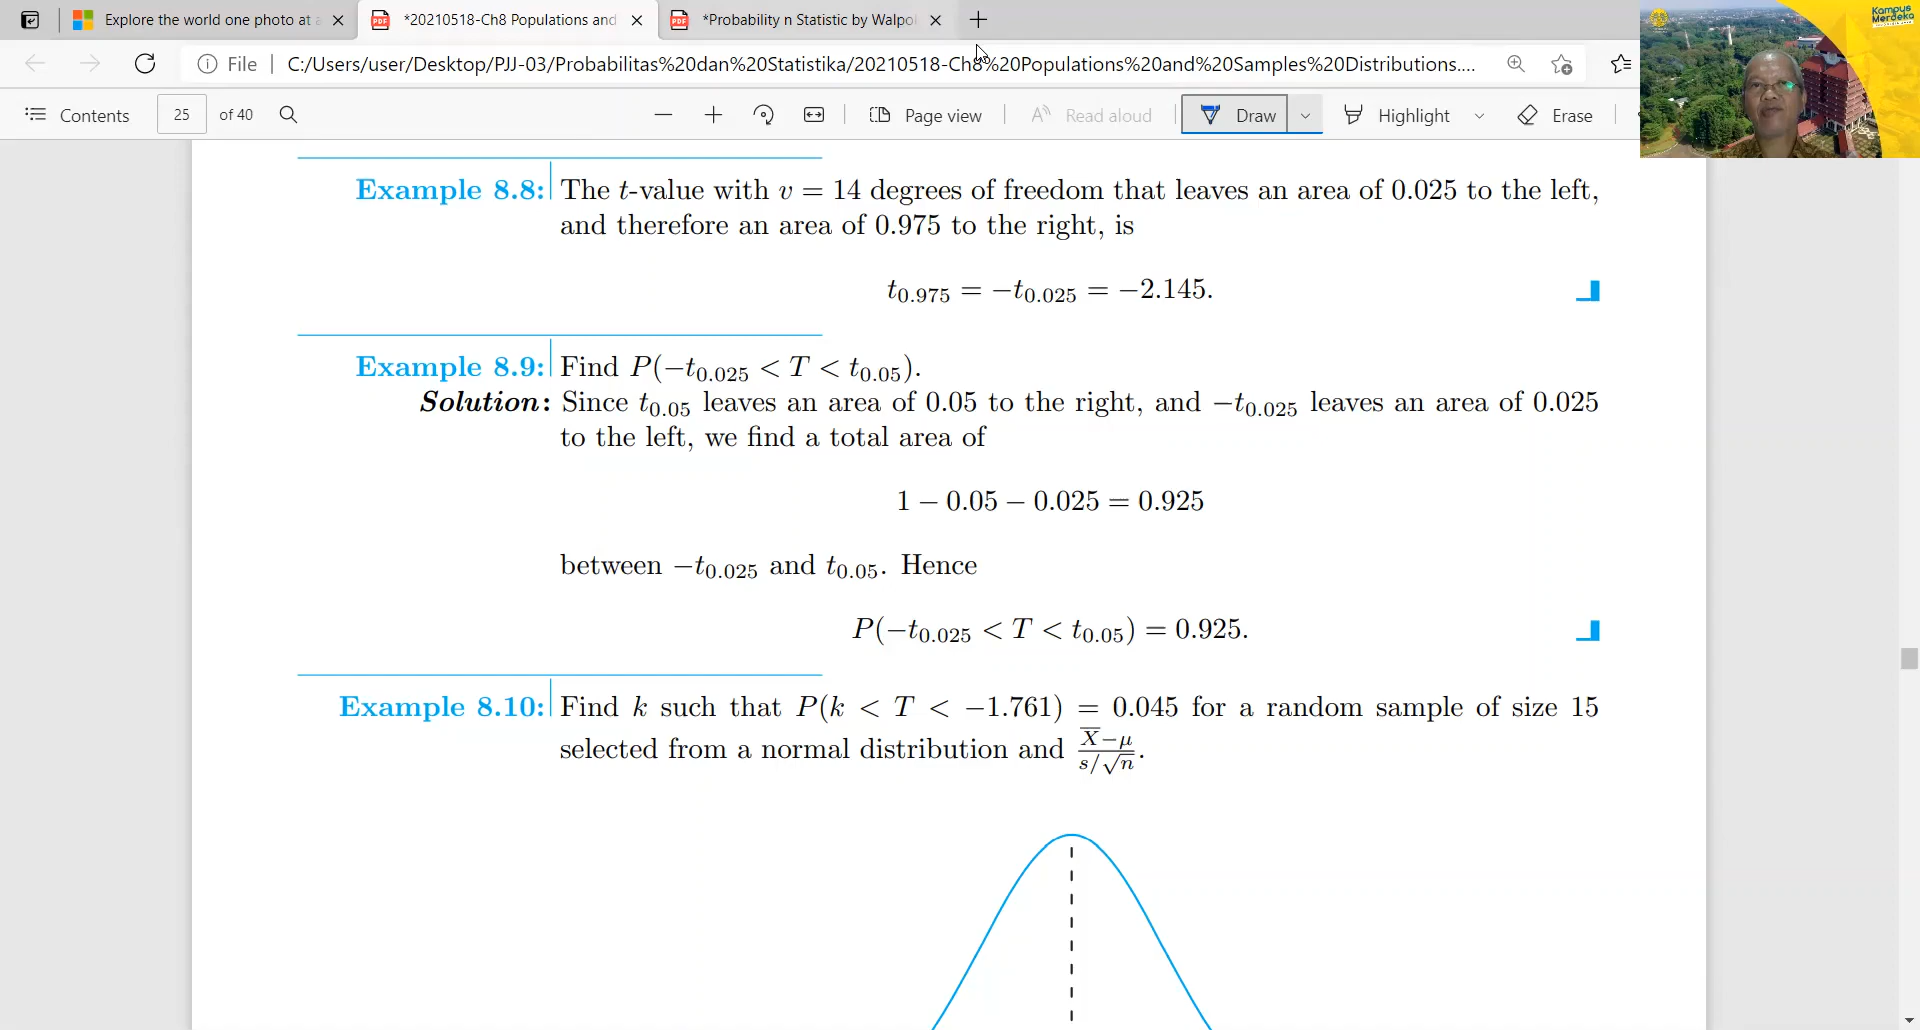 Explore the world one photo at a
*20210518-Ch8 Populations and
*Probability n Statistic by Walpol
File
C:/Users/user/Desktop/PJJ-03/Probabilitas%20dan%20Statistika/20210518-Ch8%20Populations%20and%20Samples%20Distributions....
Kampus
Merdeka
Contents
25
of 40
Page view
Read aloud
Draw
Highlight
Erase
Example 8.8: The t-value with v = 14 degrees of freedom that leaves an area of 0.025 to the left,
and therefore an area of 0.975 to the right, is
t₀.₉₇₅ = −t₀.₀₂₅ = −2.145.
Example 8.9: Find P(−t₀.₀₂₅ < T < t₀.₀₅).
Solution: Since t₀.₀₅ leaves an area of 0.05 to the right, and −t₀.₀₂₅ leaves an area of 0.025
to the left, we find a total area of
1 − 0.05 − 0.025 = 0.925
between −t₀.₀₂₅ and t₀.₀₅. Hence
P(−t₀.₀₂₅ < T < t₀.₀₅) = 0.925.
Example 8.10: Find k such that P(k < T < −1.761) = 0.045 for a random sample of size 15
selected from a normal distribution and (X̅−μ)/(s/√n).